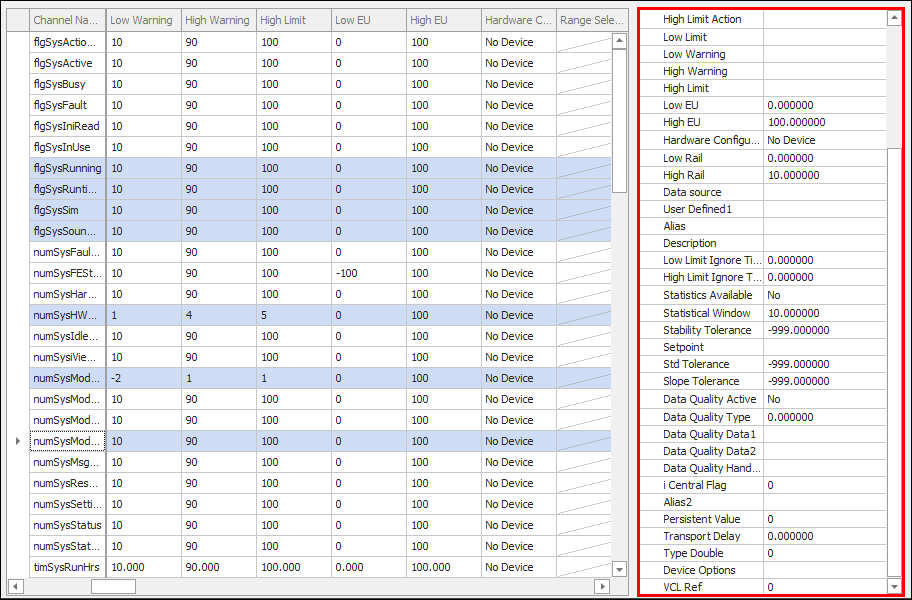 Channel Na... Low Warning High Warning High Limit Low EU High EU Hardware C... Range Sele...
flgSysActio... 10 90 100 0 100 No Device
flgSysActive 10 90 100 0 100 No Device
flgSysBusy 10 90 100 0 100 No Device
flgSysFault 10 90 100 0 100 No Device
flgSysIniRead 10 90 100 0 100 No Device
flgSysInUse 10 90 100 0 100 No Device
flgSysRunning 10 90 100 0 100 No Device
flgSysRunti... 10 90 100 0 100 No Device
flgSysSim 10 90 100 0 100 No Device
flgSysSoun... 10 90 100 0 100 No Device
numSysFaul... 10 90 100 0 100 No Device
numSysFESt... 10 90 100 -100 100 No Device
numSysHar... 10 90 100 0 100 No Device
numSysHW... 1 4 5 0 100 No Device
numSysIdle... 10 90 100 0 100 No Device
numSysiVie... 10 90 100 0 100 No Device
numSysMod... -2 1 1 0 100 No Device
numSysMod... 10 90 100 0 100 No Device
numSysMod... 10 90 100 0 100 No Device
numSysMod... 10 90 100 0 100 No Device
numSysMsg... 10 90 100 0 100 No Device
numSysRes... 10 90 100 0 100 No Device
numSysSetti... 10 90 100 0 100 No Device
numSysStatus 10 90 100 0 100 No Device
numSysStat... 10 90 100 0 100 No Device
timSysRunHrs 10.000 90.000 100.000 0.000 100.000 No Device
High Limit Action
Low Limit
Low Warning
High Warning
High Limit
Low EU 0.000000
High EU 100.000000
Hardware Configu... No Device
Low Rail 0.000000
High Rail 10.000000
Data source
User Defined1
Alias
Description
Low Limit Ignore Ti... 0.000000
High Limit Ignore T... 0.000000
Statistics Available No
Statistical Window 10.000000
Stability Tolerance -999.000000
Setpoint
Std Tolerance -999.000000
Slope Tolerance -999.000000
Data Quality Active No
Data Quality Type 0.000000
Data Quality Data1
Data Quality Data2
Data Quality Hand...
i Central Flag 0
Alias2
Persistent Value 0
Transport Delay 0.000000
Type Double 0
Device Options
VCL Ref 0